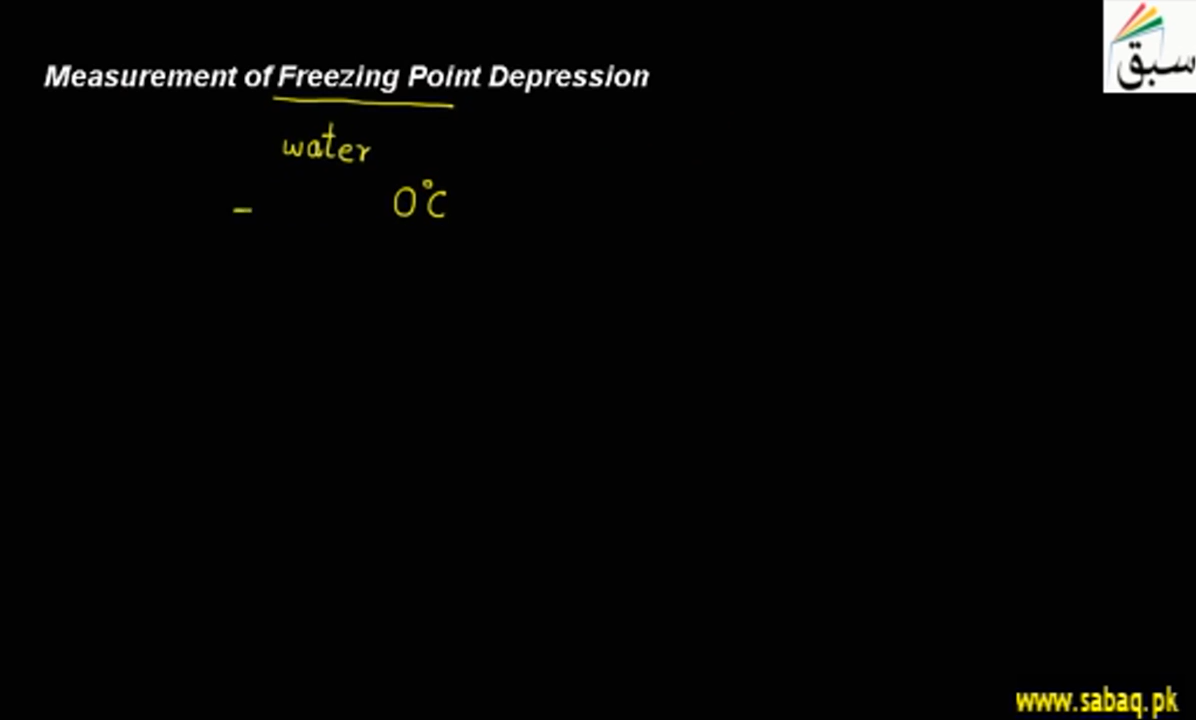 سبق
Measurement of Freezing Point Depression
water
- 0°C
www.sabaq.pk